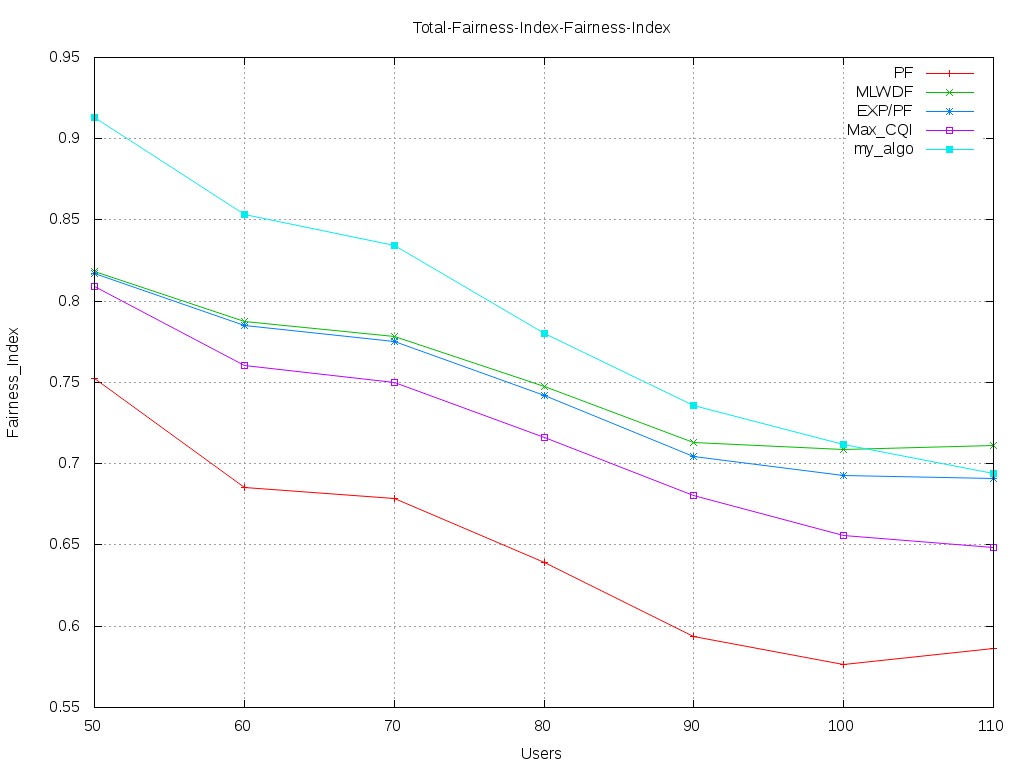 Total-Fairness-Index-Fairness-Index
0.95
0.9
0.85
0.8
0.75
0.7
0.65
0.6
0.55
Fairness_Index
PF
MLWDF
EXP/PF
Max_CQI
my_algo
50 60 70 80 90 100 110
Users